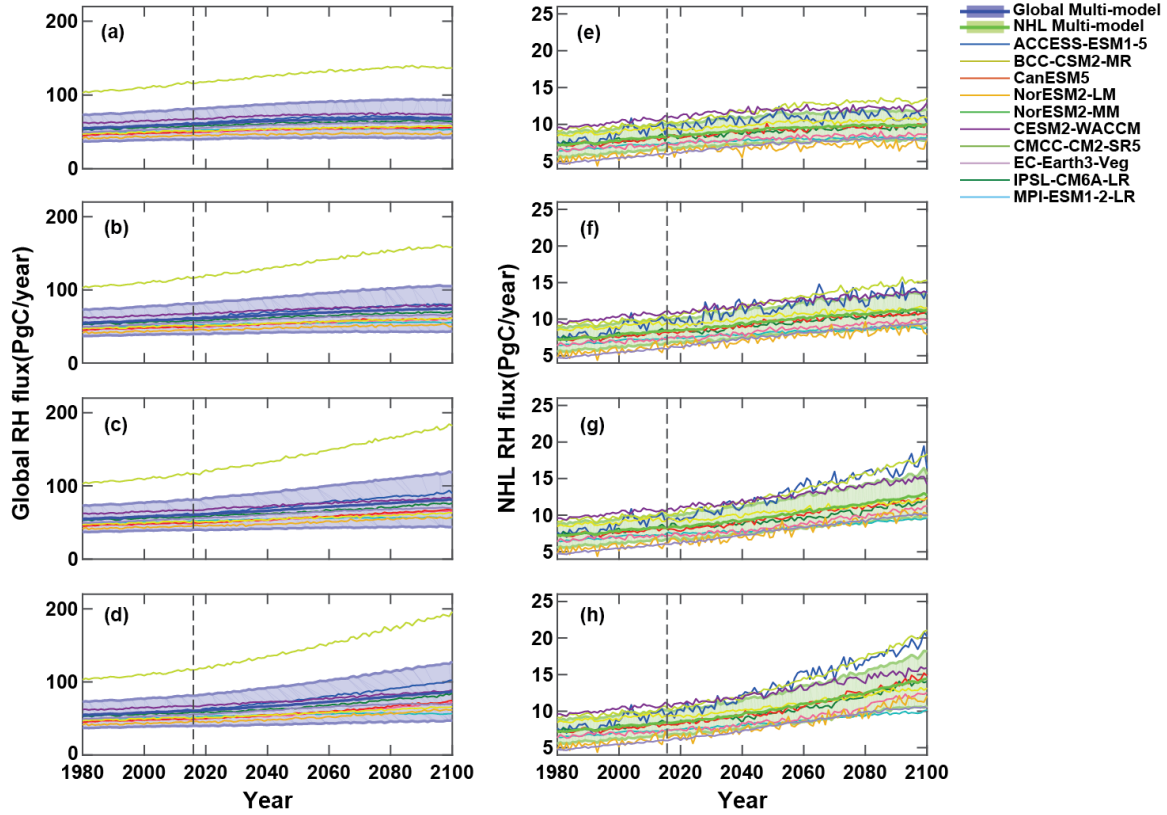 (a)
200
100
0
(b)
200
100
0
(c)
200
100
0
(d)
200
100
0
1980 2000 2020 2040 2060 2080 2100
Year
Global RH flux(PgC/year)
(e)
25
20
15
10
5
(f)
25
20
15
10
5
(g)
25
20
15
10
5
(h)
25
20
15
10
5
1980 2000 2020 2040 2060 2080 2100
Year
NHL RH flux(PgC/year)
Global Multi-model
NHL Multi-model
ACCESS-ESM1-5
BCC-CSM2-MR
CanESM5
NorESM2-LM
NorESM2-MM
CESM2-WACCM
CMCC-CM2-SR5
EC-Earth3-Veg
IPSL-CM6A-LR
MPI-ESM1-2-LR